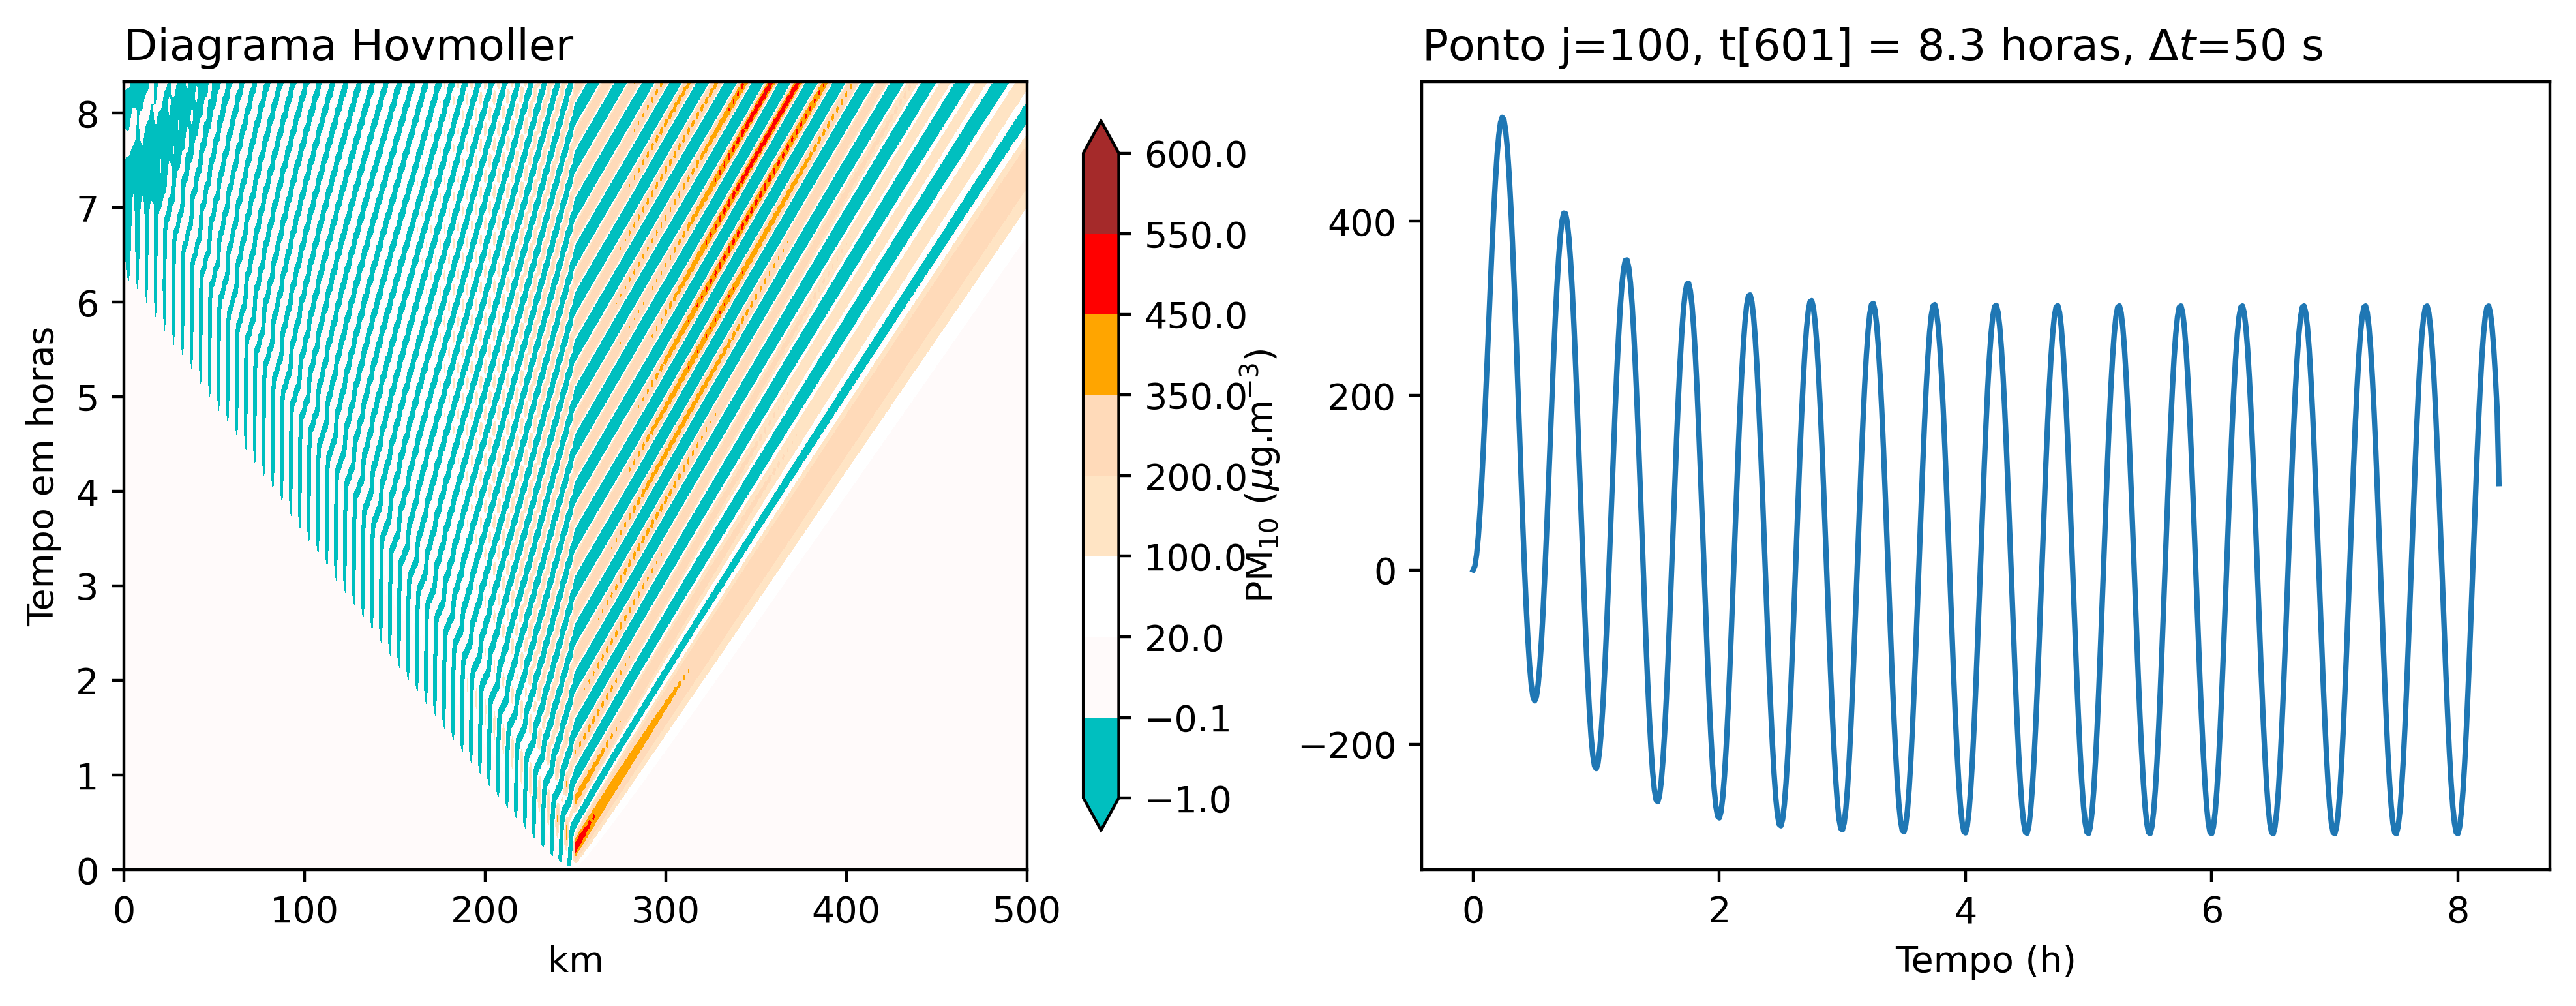 Diagrama Hovmoller
8
7
6
5
4
3
2
1
0
Tempo em horas
0 100 200 300 400 500
km
600.0
550.0
450.0
350.0
200.0
100.0
20.0
−0.1
−1.0
PM₁₀ (μg.m⁻³)
Ponto j=100, t[601] = 8.3 horas, Δt=50 s
400
200
0
−200
0 2 4 6 8
Tempo (h)